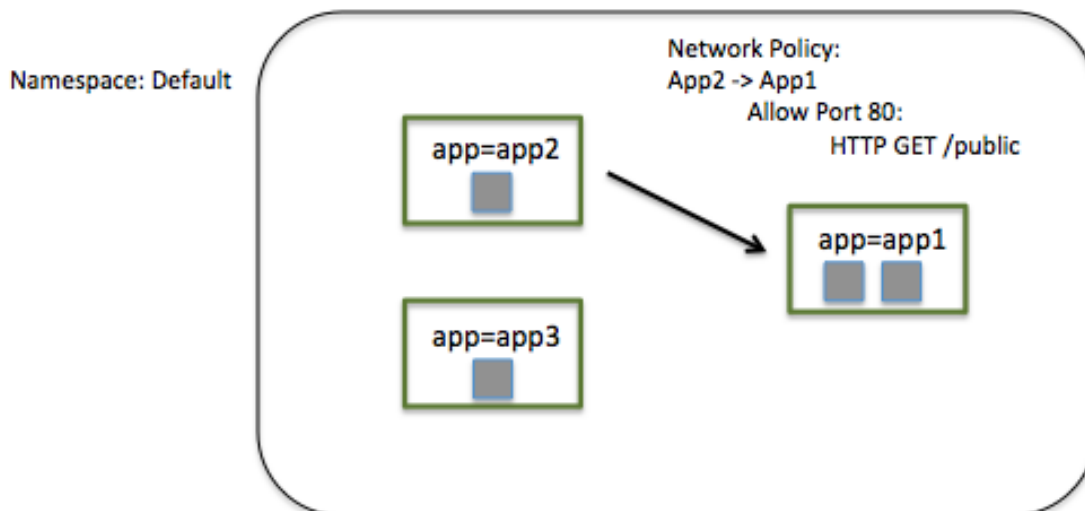 Namespace: Default
Network Policy:
App2 -> App1
Allow Port 80:
HTTP GET /public
app=app2
app=app1
app=app3